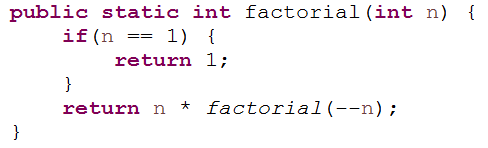 public static int factorial(int n) {
    if(n == 1) {
        return 1;
    }
    return n * factorial(--n);
}